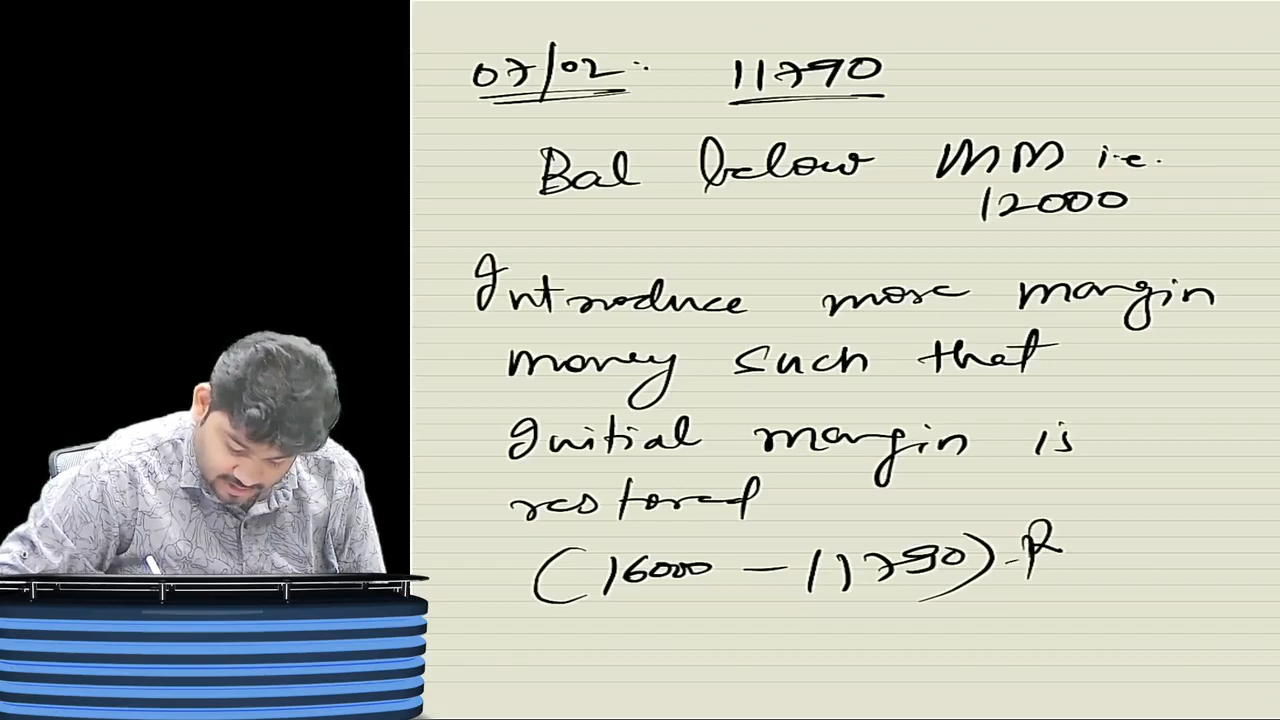 07/02: 11790
Bal below MM i.e.
12000
Introduce more margin
money such that
Initial margin is
restored
(16000 - 11790)